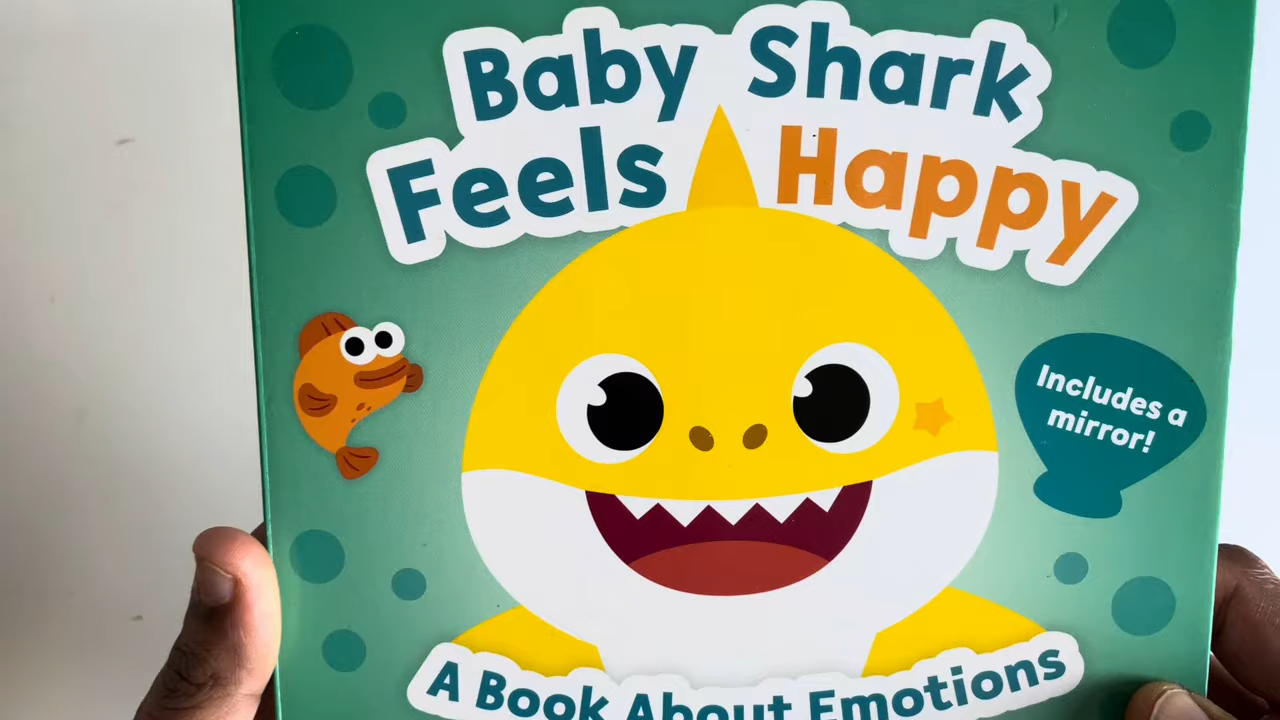 Baby Shark
Feels Happy
Includes a
mirror!
A Book About Emotions